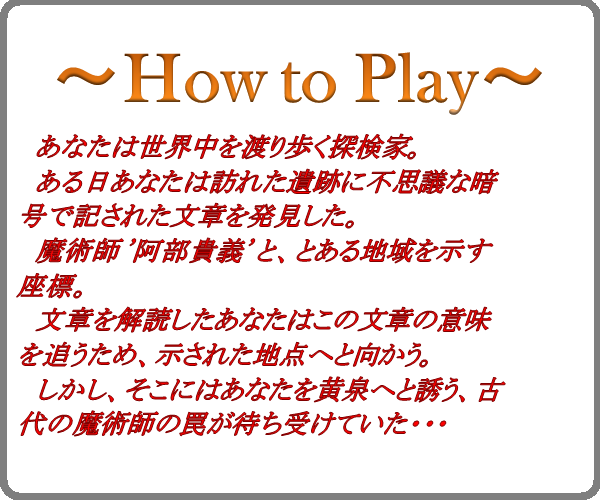 ～How to Play～
あなたは世界中を渡り歩く探検家。
ある日あなたは訪れた遺跡に不思議な暗
号で記された文章を発見した。
魔術師'阿部貴義'と、とある地域を示す
座標。
文章を解読したあなたはこの文章の意味
を追うため、示された地点へと向かう。
しかし、そこにはあなたを黄泉へと誘う、古
代の魔術師の罠が待ち受けていた・・・